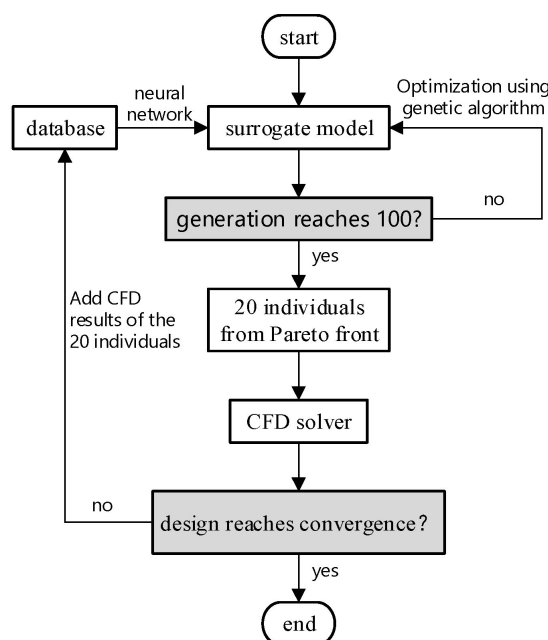 start
neural
network
Optimization using
genetic algorithm
database
surrogate model
generation reaches 100?
no
yes
20 individuals
from Pareto front
Add CFD
results of the
20 individuals
CFD solver
no
design reaches convergence?
yes
end